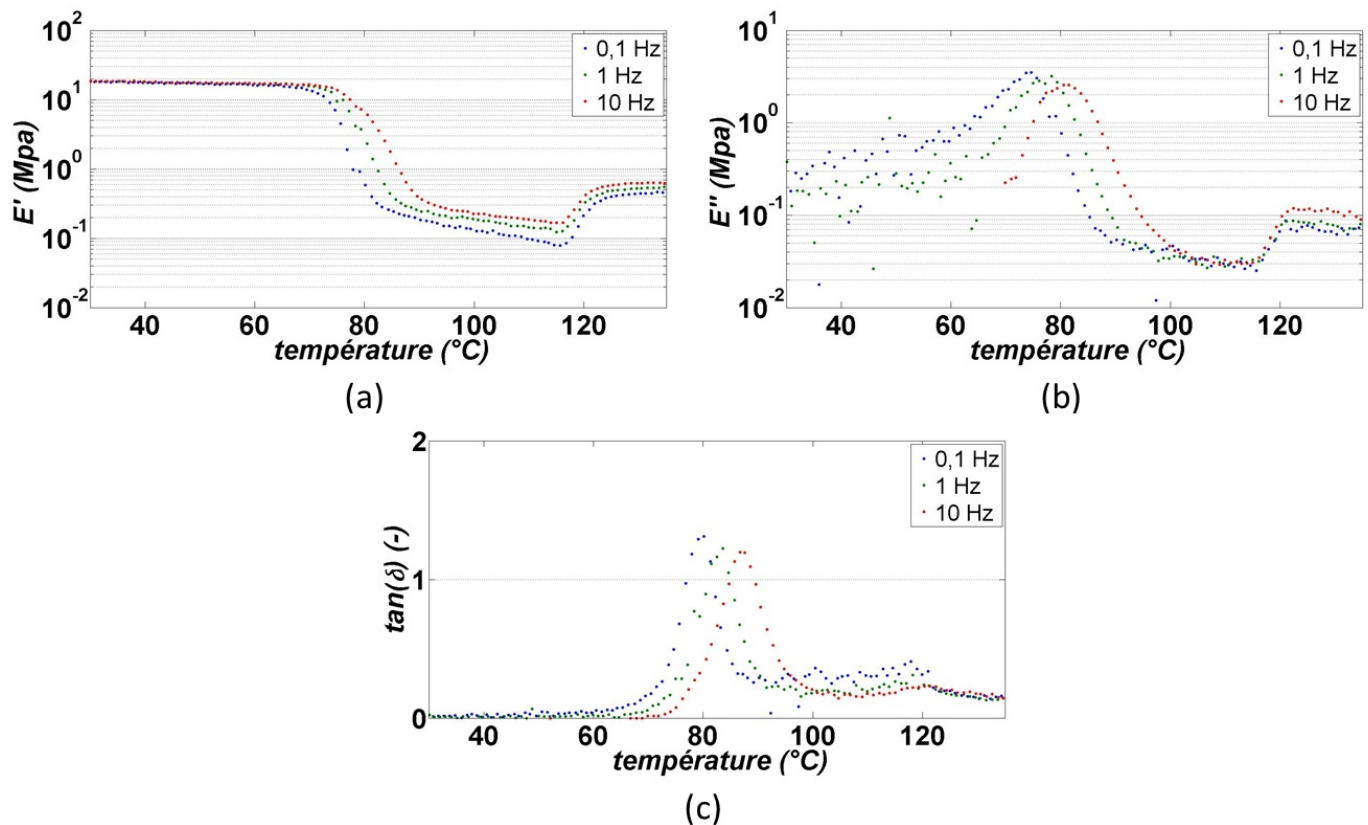 10²
10¹
10⁰
10⁻¹
10⁻²
E' (Mpa)
40 60 80 100 120
température (°C)
0,1 Hz
1 Hz
10 Hz
(a)
10¹
10⁰
10⁻¹
10⁻²
E'' (Mpa)
40 60 80 100 120
température (°C)
0,1 Hz
1 Hz
10 Hz
(b)
2
1
0
tan(δ) (-)
40 60 80 100 120
température (°C)
0,1 Hz
1 Hz
10 Hz
(c)